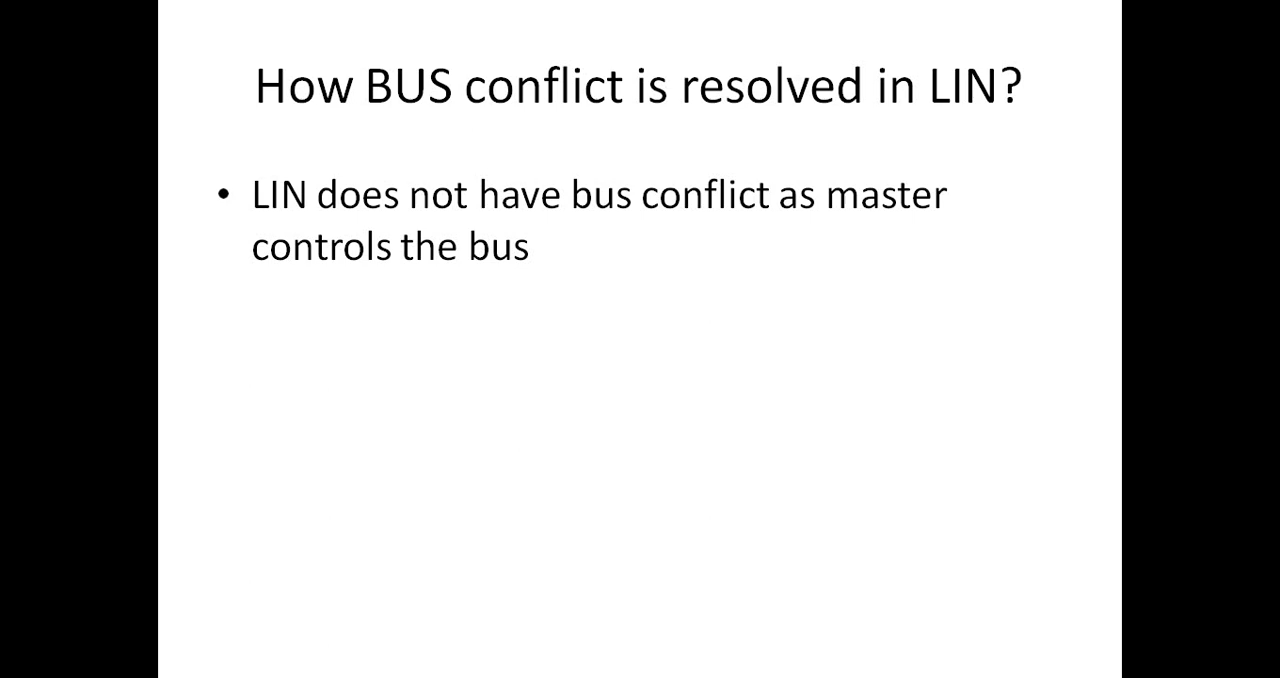 How BUS conflict is resolved in LIN?
• LIN does not have bus conflict as master
controls the bus